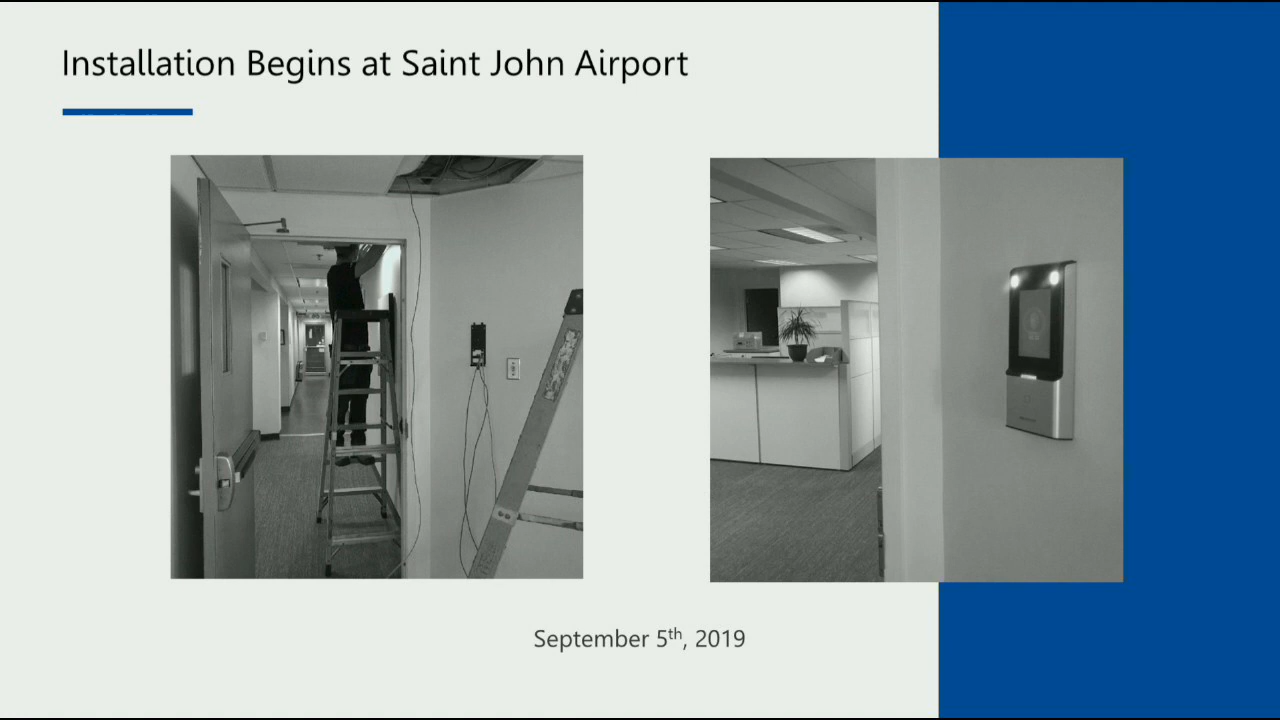 Installation Begins at Saint John Airport
September 5th, 2019